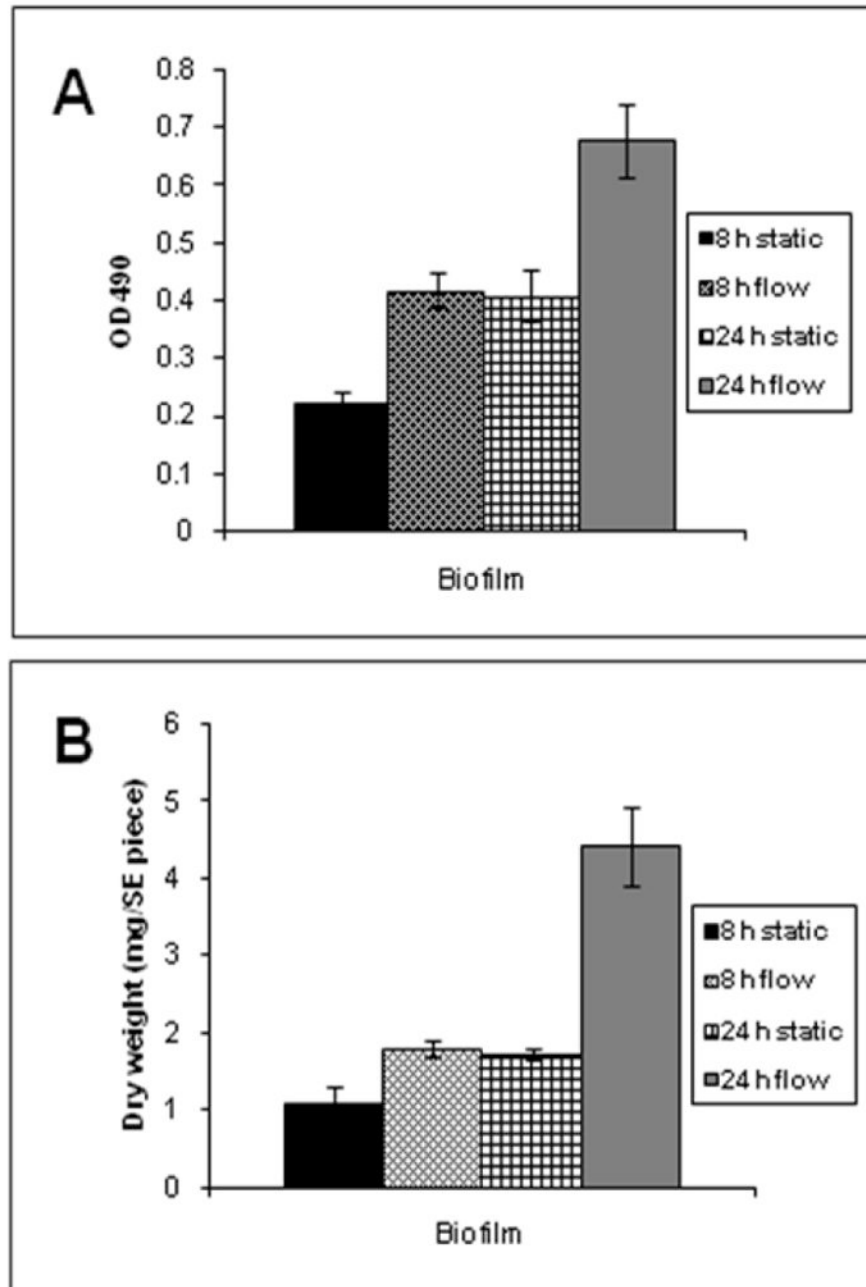 A
0.8
0.7
0.6
0.5
0.4
0.3
0.2
0.1
0
OD490
Biofilm
8 h static
8 h flow
24 h static
24 h flow
B
6
5
4
3
2
1
0
Dry weight (mg/SE piece)
Biofilm
8 h static
8 h flow
24 h static
24 h flow